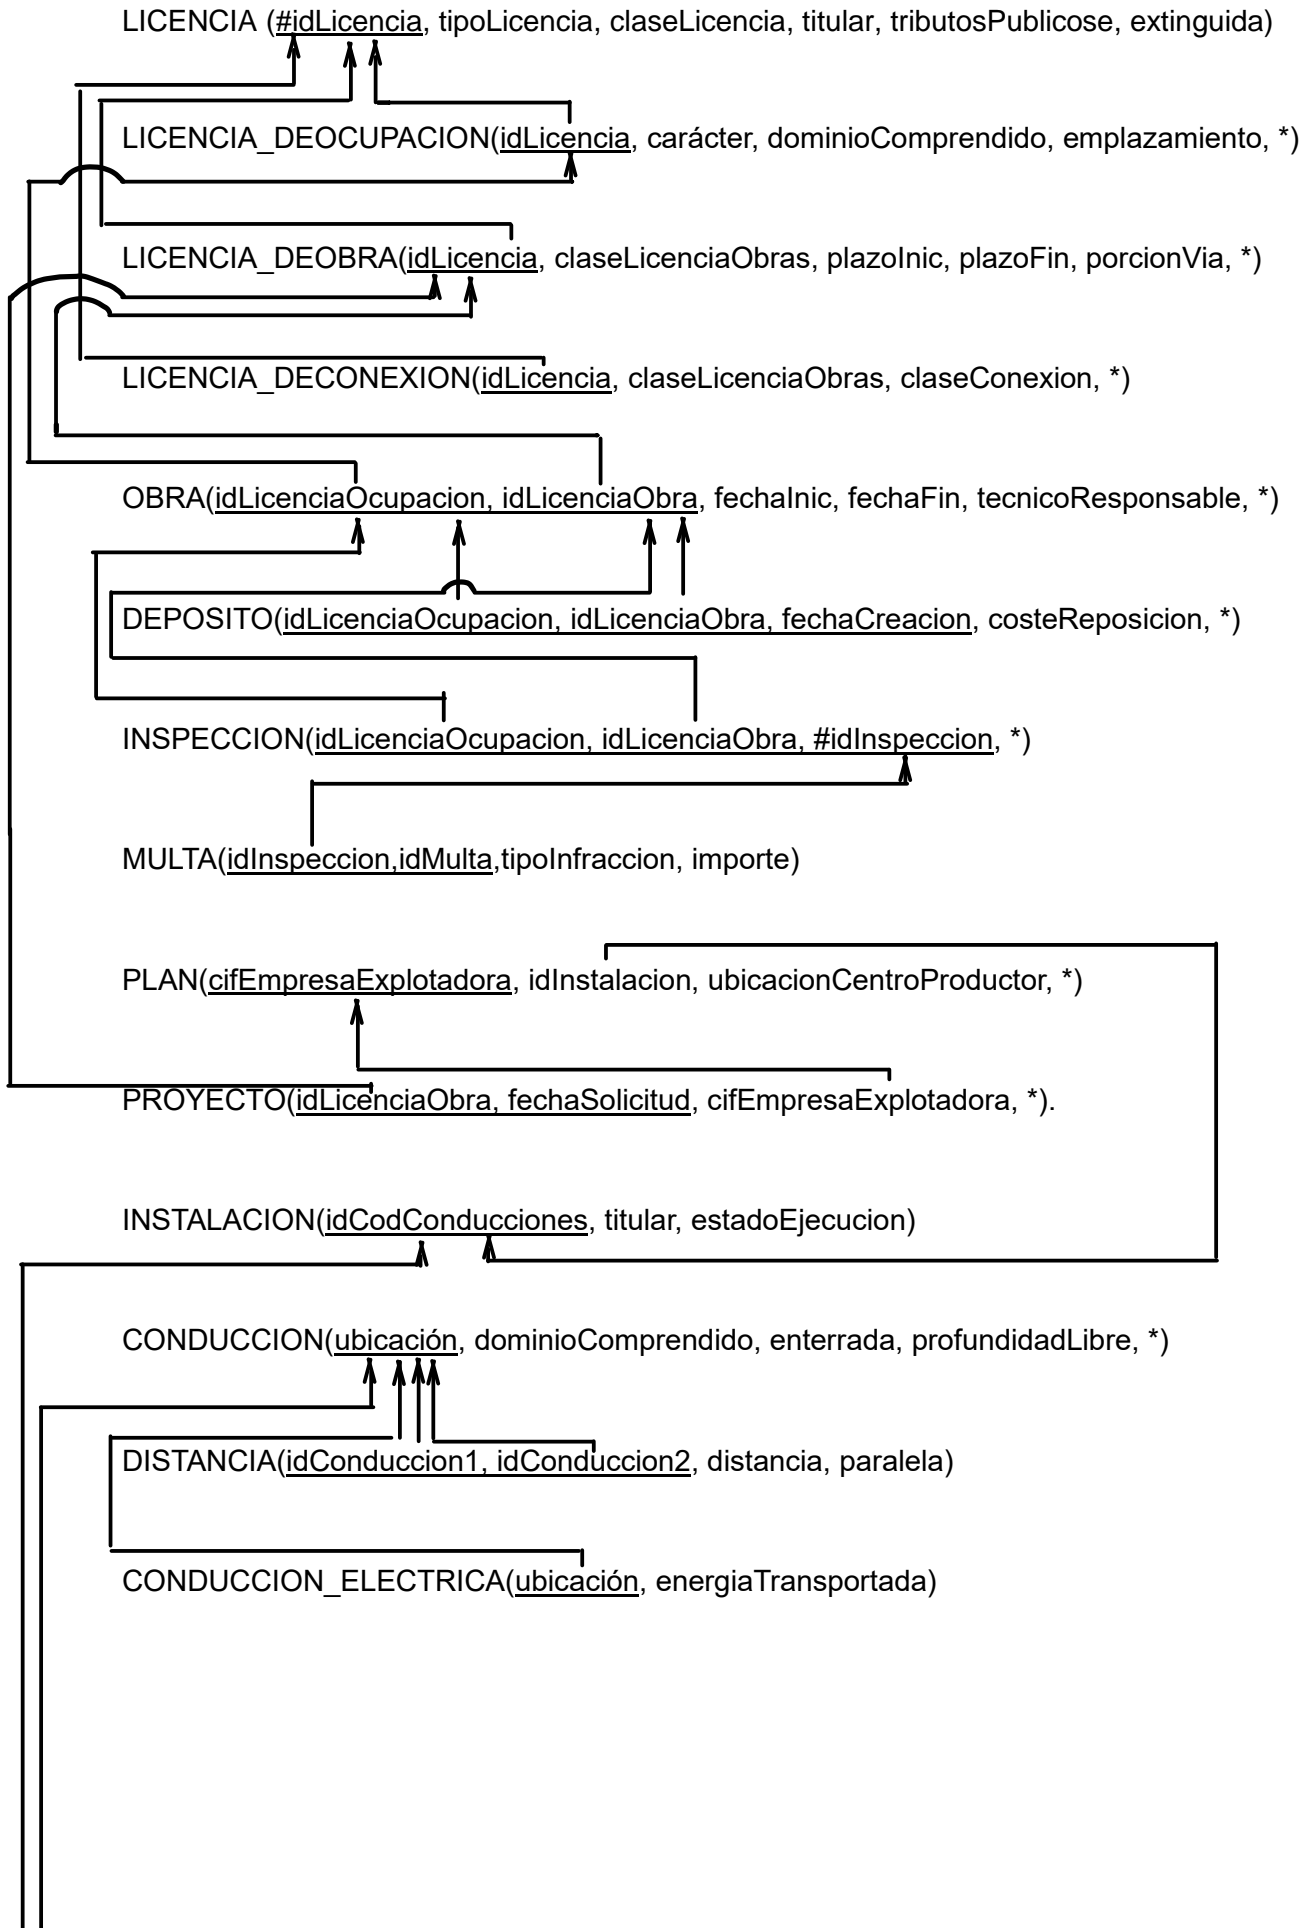 LICENCIA (#idLicencia, tipoLicencia, claseLicencia, titular, tributosPublicose, extinguida)
LICENCIA_DEOCUPACION(idLicencia, carácter, dominioComprendido, emplazamiento, *)
LICENCIA_DEOBRA(idLicencia, claseLicenciaObras, plazoInic, plazoFin, porcionVia, *)
LICENCIA_DECONEXION(idLicencia, claseLicenciaObras, claseConexion, *)
OBRA(idLicenciaOcupacion, idLicenciaObra, fechaInic, fechaFin, tecnicoResponsable, *)
DEPOSITO(idLicenciaOcupacion, idLicenciaObra, fechaCreacion, costeReposicion, *)
INSPECCION(idLicenciaOcupacion, idLicenciaObra, #idInspeccion, *)
MULTA(idInspeccion,idMulta,tipoInfraccion, importe)
PLAN(cifEmpresaExplotadora, idInstalacion, ubicacionCentroProductor, *)
PROYECTO(idLicenciaObra, fechaSolicitud, cifEmpresaExplotadora, *).
INSTALACION(idCodConducciones, titular, estadoEjecucion)
CONDUCCION(ubicación, dominioComprendido, enterrada, profundidadLibre, *)
DISTANCIA(idConduccion1, idConduccion2, distancia, paralela)
CONDUCCION_ELECTRICA(ubicación, energiaTransportada)